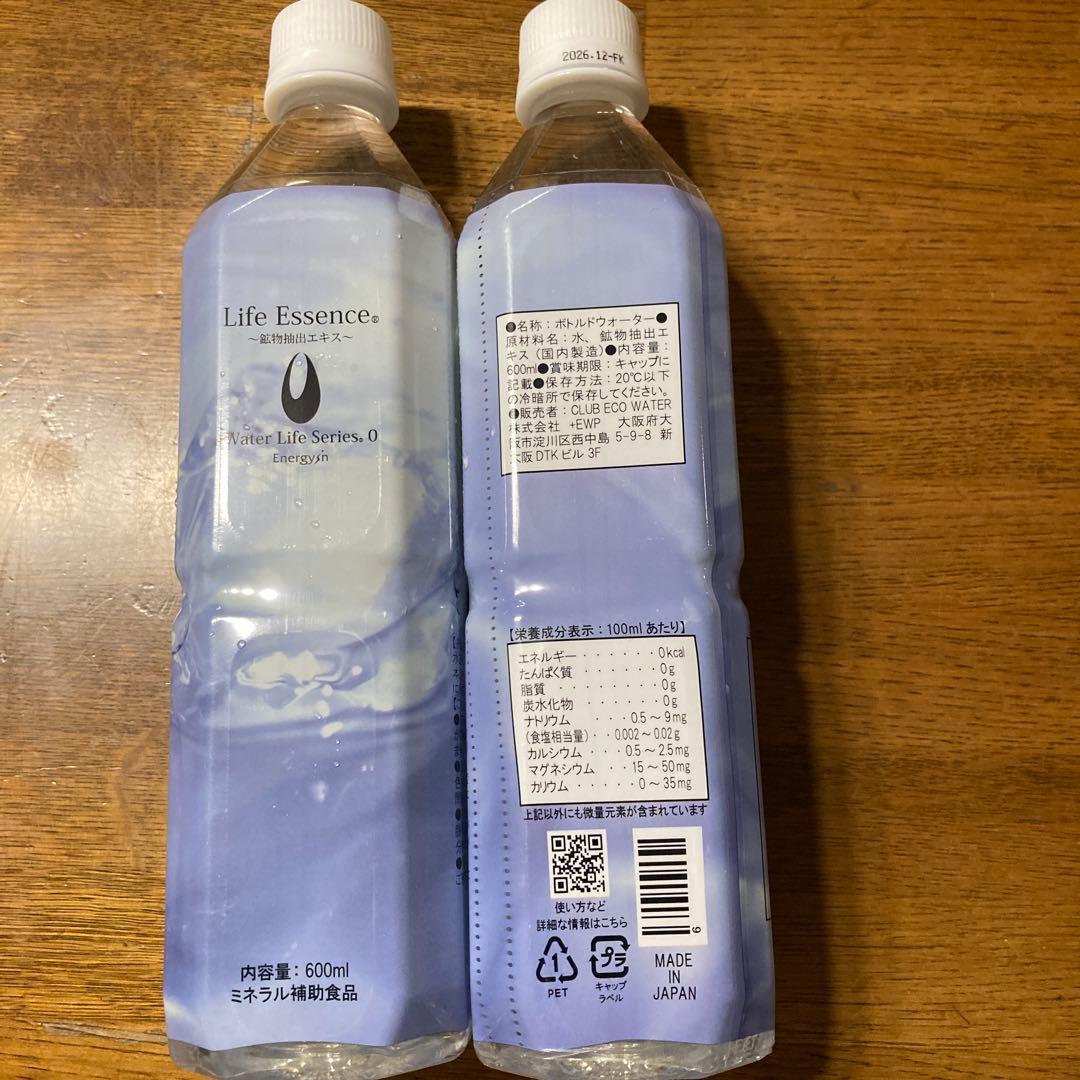 Life Essence®
～鉱物抽出エキス～
Water Life Series® 0
Energysin
内容量：600ml
ミネラル補助食品
2026.12-FK
●名称：ボトルドウォーター●
原材料名：水、鉱物抽出エ
キス（国内製造）●内容量：
600ml●賞味期限：キャップに
記載●保存方法：20℃以下
の冷暗所で保存してください。
●販売者：CLUB ECO WATER
株式会社 +EWP 大阪府大
阪市淀川区西中島 5-9-8 新
大阪DTKビル 3F
【栄養成分表示：100mlあたり】
エネルギー・・・・・・0kcal
たんぱく質・・・・・・0g
脂質・・・・・・・・0g
炭水化物・・・・・・0g
ナトリウム・・・0.5～9mg
（食塩相当量）・・0.002～0.02g
カルシウム・・・0.5～2.5mg
マグネシウム・・15～50mg
カリウム・・・・・0～35mg
上記以外にも微量元素が含まれています
使い方など
詳細な情報はこちら
9
1
PET
プラ
キャップ
ラベル
MADE
IN
JAPAN